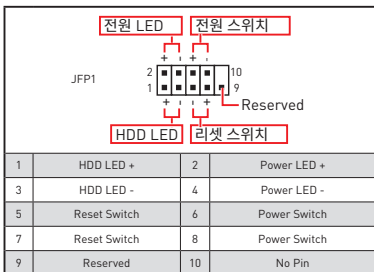 전원 LED 전원 스위치
+ - + -
JFP1
2 10
1 9
+ - - +
Reserved
HDD LED 리셋 스위치
1 HDD LED + 2 Power LED +
3 HDD LED - 4 Power LED -
5 Reset Switch 6 Power Switch
7 Reset Switch 8 Power Switch
9 Reserved 10 No Pin